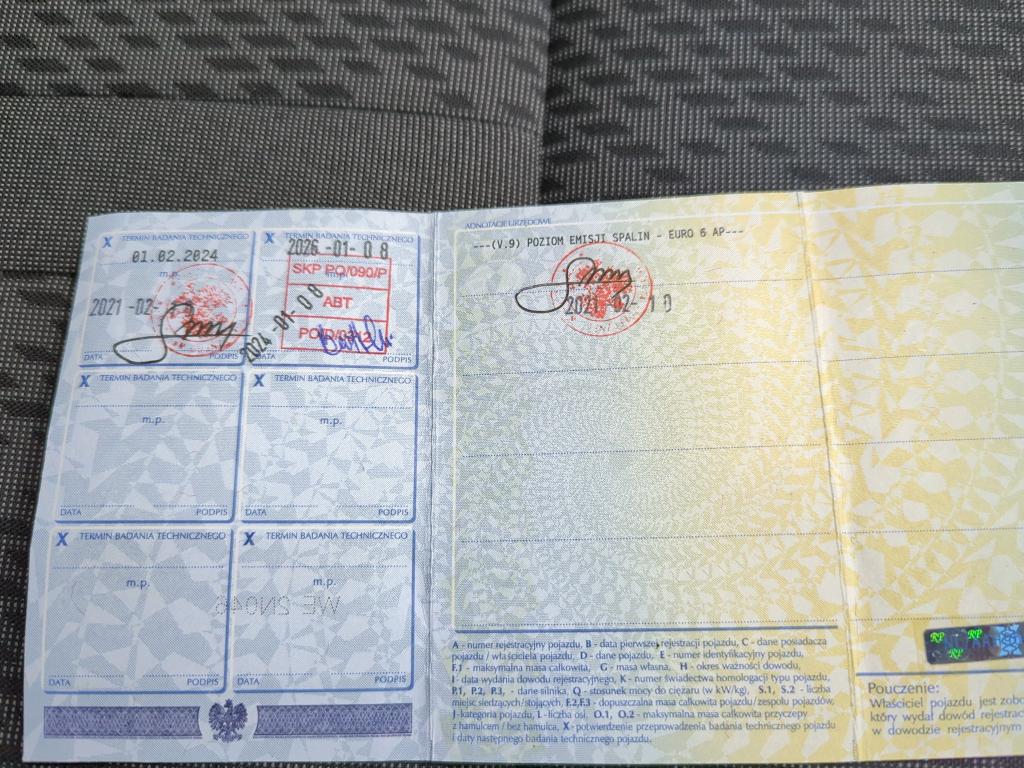 X TERMIN BADANIA TECHNICZNEGO
01.02.2024
m.p.
2021 -02-
DATA PODPIS
X TERMIN BADANIA TECHNICZNEGO
2026 -01- 08
m.p.
SKP PO/090/P
ABT
2024 -01- 08
DATA PODPIS
X TERMIN BADANIA TECHNICZNEGO
m.p.
DATA PODPIS
X TERMIN BADANIA TECHNICZNEGO
m.p.
DATA PODPIS
X TERMIN BADANIA TECHNICZNEGO
m.p.
DATA PODPIS
X TERMIN BADANIA TECHNICZNEGO
m.p.
WE 2N046
DATA PODPIS
ADNOTACJE URZĘDOWE
---(V.9) POZIOM EMISJI SPALIN - EURO 6 AP---
2021 -02- 10
A - numer rejestracyjny pojazdu, B - data pierwszej rejestracji pojazdu, C - dane posiadacza
pojazdu / właściciela pojazdu, D - dane pojazdu, E - numer identyfikacyjny pojazdu,
F.1 - maksymalna masa całkowita, G - masa własna, H - okres ważności dowodu,
I - data wydania dowodu rejestracyjnego, K - numer świadectwa homologacji typu pojazdu,
P.1, P.2, P.3, - dane silnika, Q - stosunek mocy do ciężaru (w kW/kg), S.1, S.2 - liczba
miejsc siedzących/stojących, F.2,F.3 - dopuszczalna masa całkowita pojazdu/zespołu pojazdów,
J-kategoria pojazdu, L - liczba osi, O.1, O.2 - maksymalna masa całkowita przyczepy
z hamulcem / bez hamulca, X-potwierdzenie przeprowadzenia badania technicznego pojazdu
i daty następnego badania technicznego pojazdu.
RP RP
RP
Pouczenie:
Właściciel pojazdu jest zobo
który wydał dowód rejestrac
w dowodzie rejestracyjnym